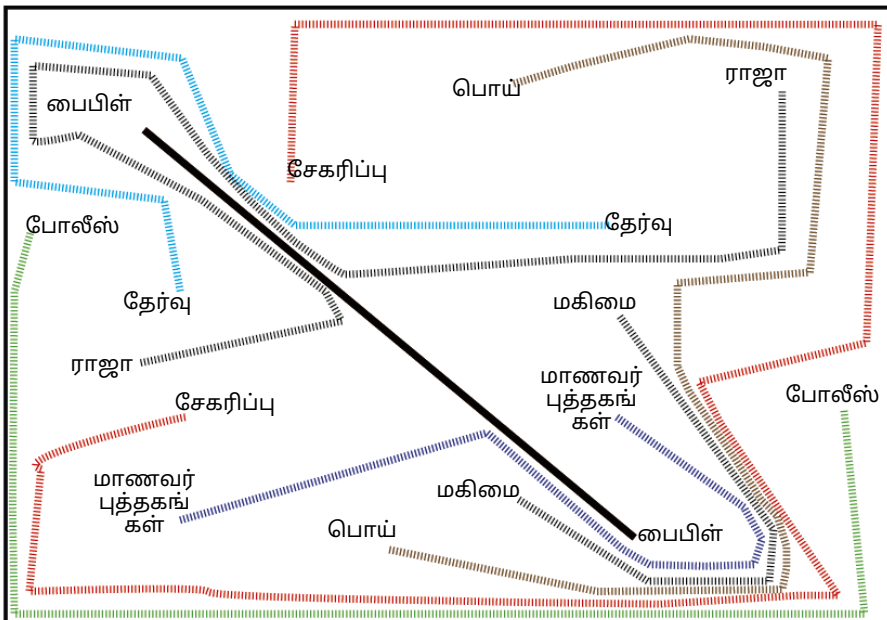 பொய்
ராஜா
பைபிள்
சேகரிப்பு
போலீஸ்
தேர்வு
தேர்வு
மகிமை
ராஜா
மாணவர்
புத்தகங்
கள்
போலீஸ்
சேகரிப்பு
மாணவர்
புத்தகங்
கள்
மகிமை
பொய்
பைபிள்